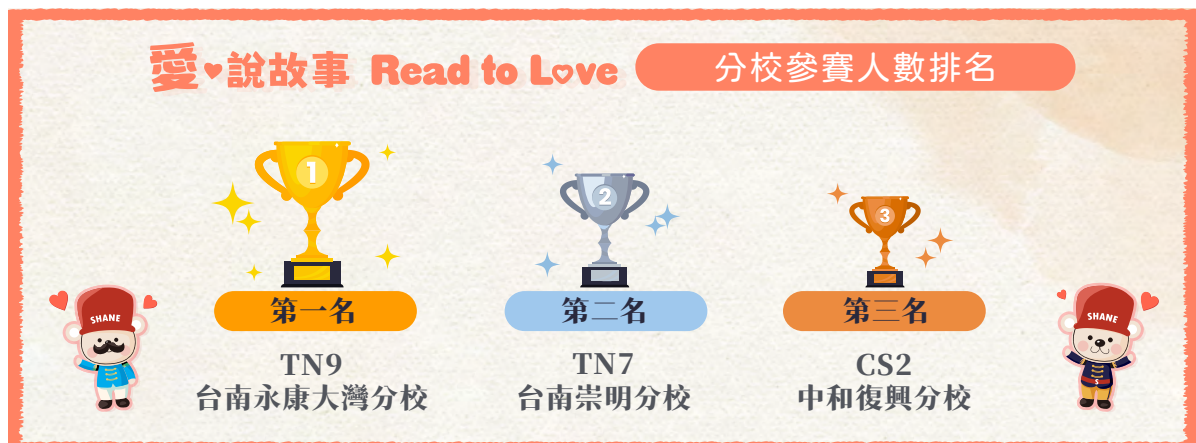 愛說故事 Read to Love 分校參賽人數排名
1
2
3
第一名
第二名
第三名
SHANE
SHANE
S
TN9
台南永康大灣分校
TN7
台南崇明分校
CS2
中和復興分校